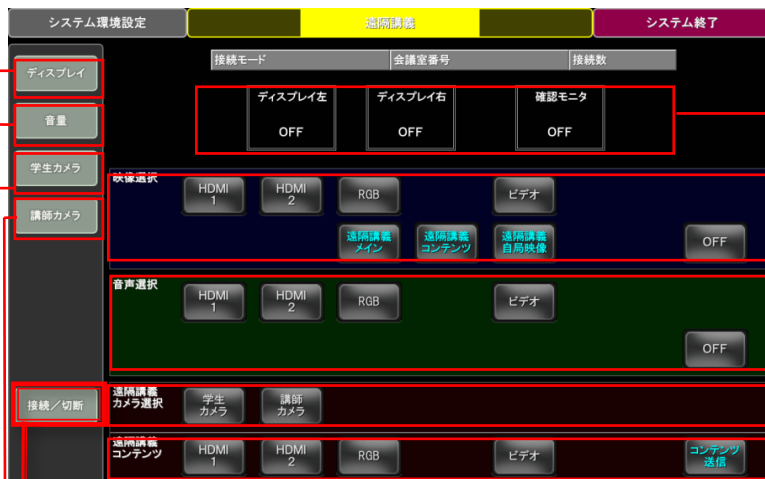 システム環境設定
遠隔講義
システム終了
接続モード
会議室番号
接続数
ディスプレイ
音量
学生カメラ
講師カメラ
接続／切断
ディスプレイ左
ディスプレイ右
確認モニタ
OFF
OFF
OFF
映像選択
HDMI
1
HDMI
2
RGB
ビデオ
遠隔講義
メイン
遠隔講義
コンテンツ
遠隔講義
自局映像
OFF
音声選択
HDMI
1
HDMI
2
RGB
ビデオ
OFF
遠隔講義
カメラ選択
学生
カメラ
講師
カメラ
遠隔講義
コンテンツ
HDMI
1
HDMI
2
RGB
ビデオ
コンテンツ
送信